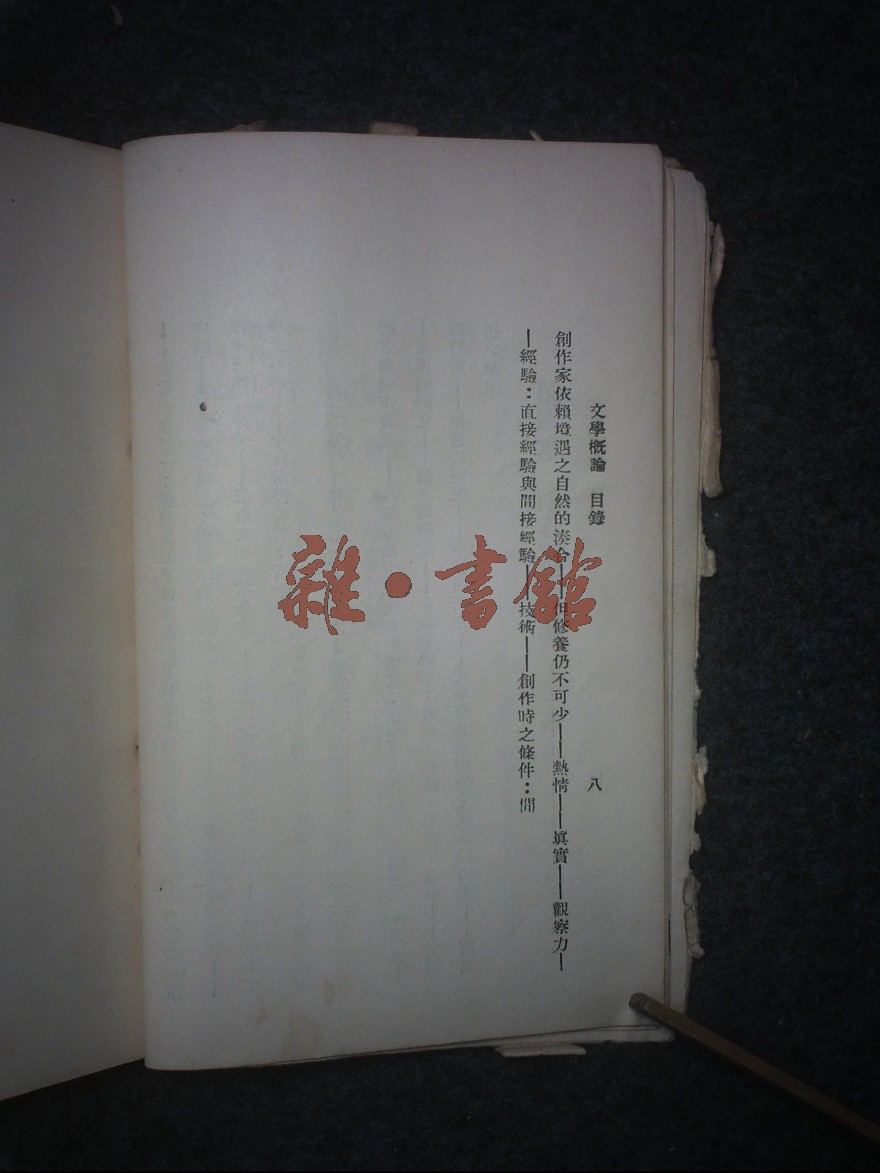 文學概論 目錄 八
創作家依賴境遇之自然的湊合——但修養仍不可少——熱情——眞實——觀察力—
—經驗：直接經驗與間接經驗——技術——創作時之條件：閒
雜·書館